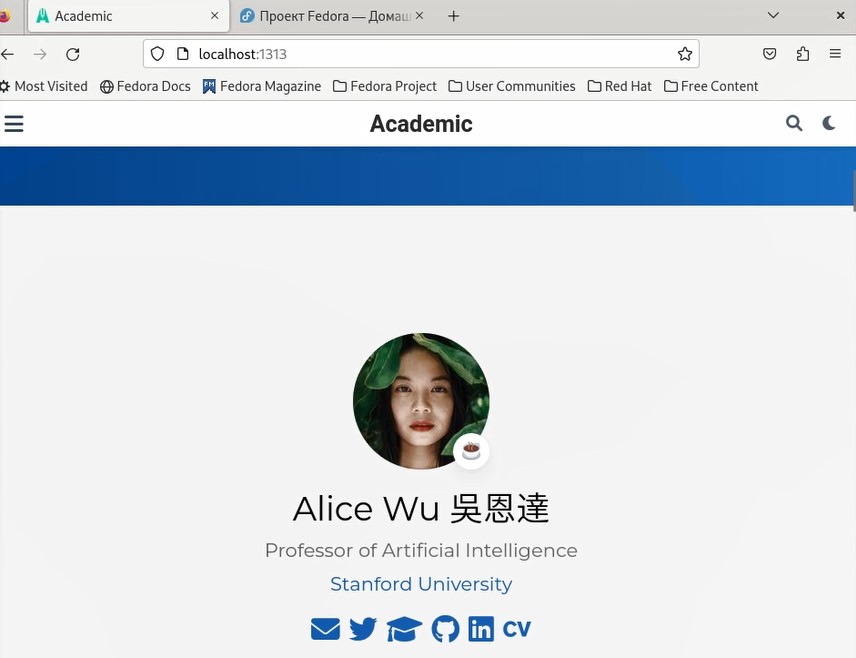 Academic
Проект Fedora — Домаш
localhost:1313
Most Visited
Fedora Docs
Fedora Magazine
Fedora Project
User Communities
Red Hat
Free Content
Academic
Alice Wu 吳恩達
Professor of Artificial Intelligence
Stanford University
CV